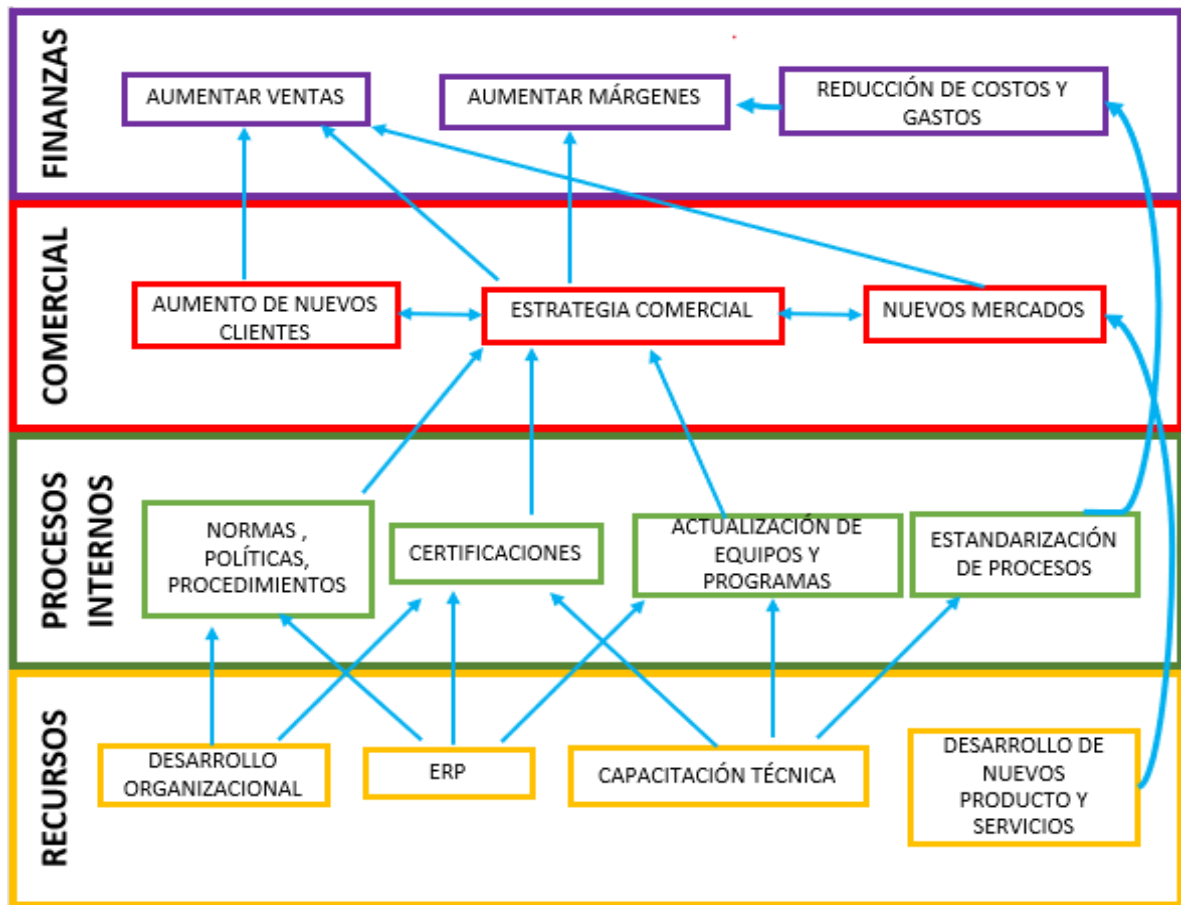 FINANZAS
AUMENTAR VENTAS
AUMENTAR MÁRGENES
REDUCCIÓN DE COSTOS Y
GASTOS
COMERCIAL
AUMENTO DE NUEVOS
CLIENTES
ESTRATEGIA COMERCIAL
NUEVOS MERCADOS
PROCESOS
INTERNOS
NORMAS ,
POLÍTICAS,
PROCEDIMIENTOS
CERTIFICACIONES
ACTUALIZACIÓN DE
EQUIPOS Y
PROGRAMAS
ESTANDARIZACIÓN
DE PROCESOS
RECURSOS
DESARROLLO
ORGANIZACIONAL
ERP
CAPACITACIÓN TÉCNICA
DESARROLLO DE
NUEVOS
PRODUCTO Y
SERVICIOS